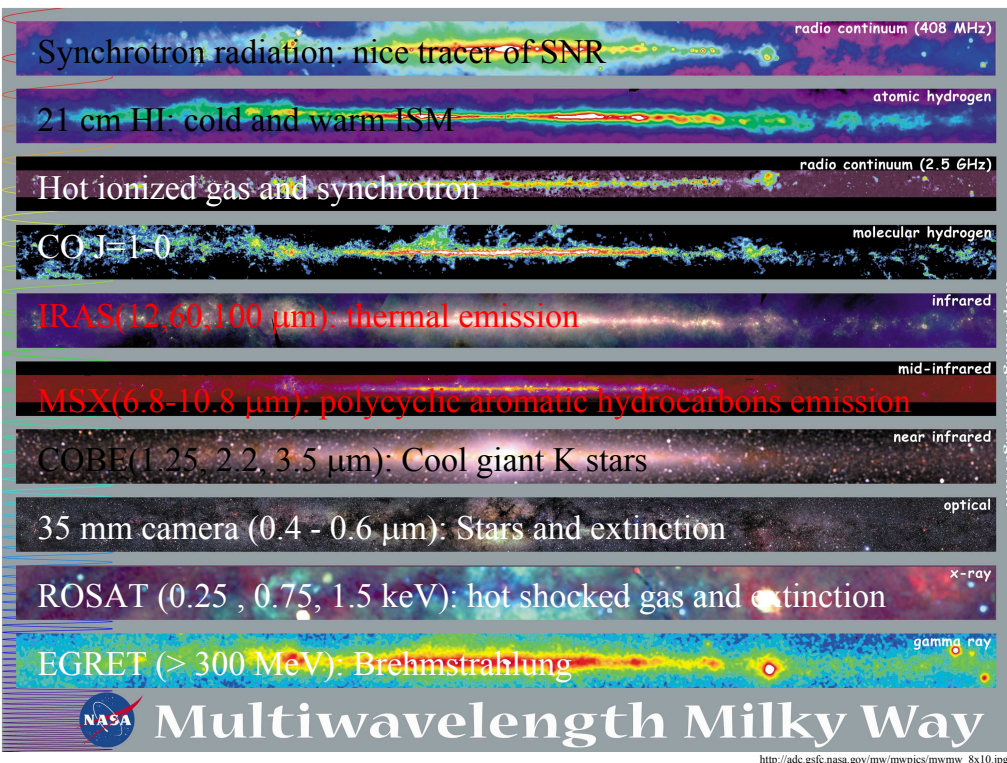 radio continuum (408 MHz)
Synchrotron radiation: nice tracer of SNR
atomic hydrogen
21 cm HI: cold and warm ISM
radio continuum (2.5 GHz)
Hot ionized gas and synchrotron
molecular hydrogen
CO J=1-0
infrared
IRAS(12,60,100 μm): thermal emission
mid-infrared
MSX(6.8-10.8 μm): polycyclic aromatic hydrocarbons emission
near infrared
COBE(1.25, 2.2, 3.5 μm): Cool giant K stars
optical
35 mm camera (0.4 - 0.6 μm): Stars and extinction
x-ray
ROSAT (0.25 , 0.75, 1.5 keV): hot shocked gas and extinction
gamma ray
EGRET (> 300 MeV): Brehmstrahlung
NASA
Multiwavelength Milky Way
http://adc.gsfc.nasa.gov/mw/mwpics/mwmw_8x10.jpg